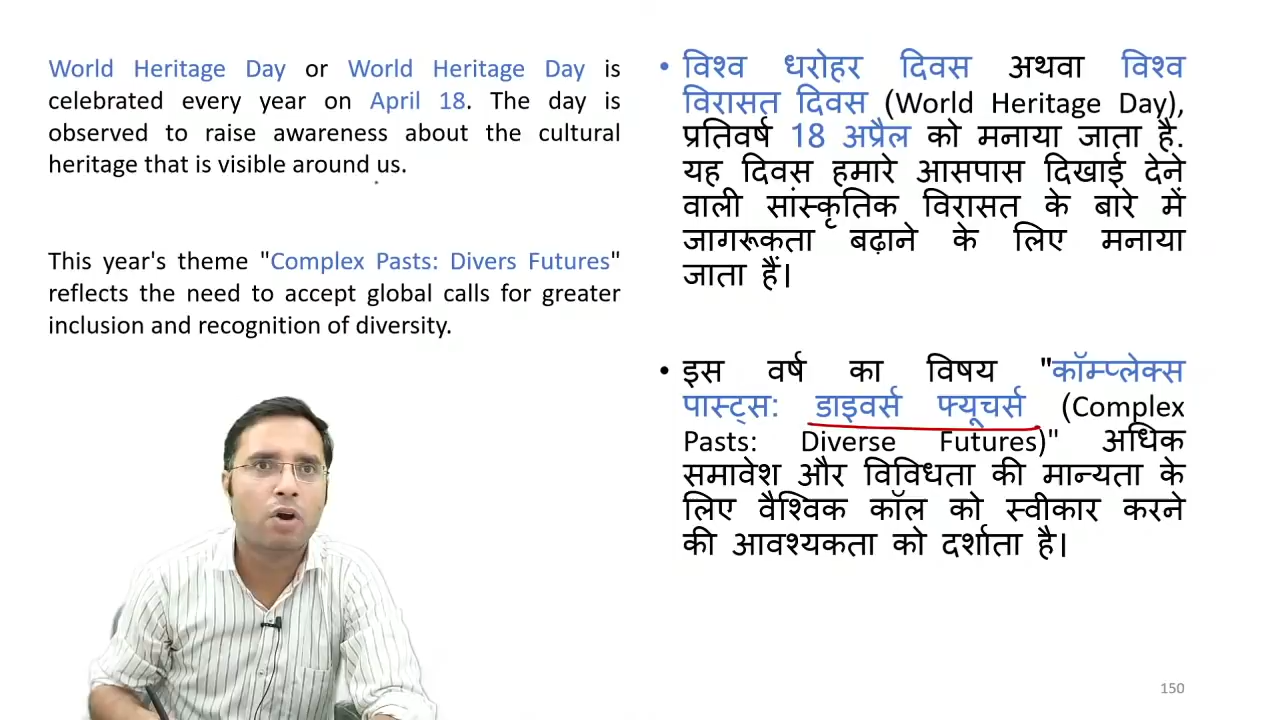 World Heritage Day or World Heritage Day is
celebrated every year on April 18. The day is
observed to raise awareness about the cultural
heritage that is visible around us.
This year's theme "Complex Pasts: Divers Futures"
reflects the need to accept global calls for greater
inclusion and recognition of diversity.
• विश्व धरोहर दिवस अथवा विश्व
विरासत दिवस (World Heritage Day),
प्रतिवर्ष 18 अप्रैल को मनाया जाता है.
यह दिवस हमारे आसपास दिखाई देने
वाली सांस्कृतिक विरासत के बारे में
जागरूकता बढ़ाने के लिए मनाया
जाता हैं।
• इस वर्ष का विषय "कॉम्प्लेक्स
पास्ट्स: डाइवर्स फ्यूचर्स (Complex
Pasts: Diverse Futures)" अधिक
समावेश और विविधता की मान्यता के
लिए वैश्विक कॉल को स्वीकार करने
की आवश्यकता को दर्शाता है।
150